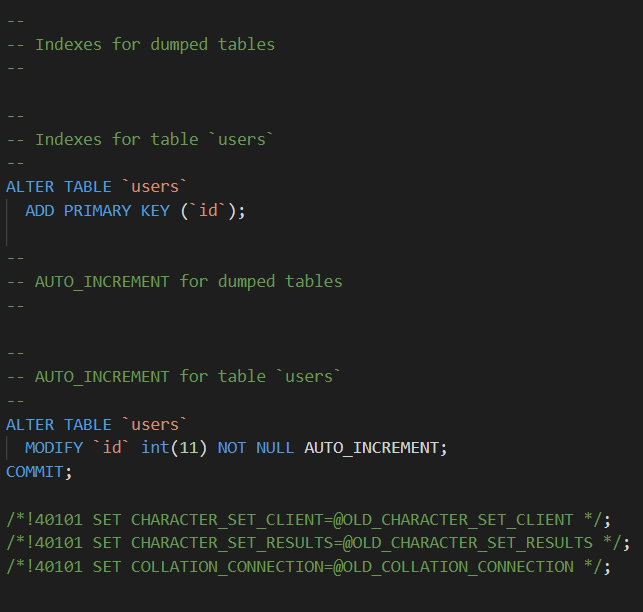 --
-- Indexes for dumped tables
--
--
-- Indexes for table `users`
--
ALTER TABLE `users`
ADD PRIMARY KEY (`id`);
--
-- AUTO_INCREMENT for dumped tables
--
--
-- AUTO_INCREMENT for table `users`
--
ALTER TABLE `users`
MODIFY `id` int(11) NOT NULL AUTO_INCREMENT;
COMMIT;
/*!40101 SET CHARACTER_SET_CLIENT=@OLD_CHARACTER_SET_CLIENT */;
/*!40101 SET CHARACTER_SET_RESULTS=@OLD_CHARACTER_SET_RESULTS */;
/*!40101 SET COLLATION_CONNECTION=@OLD_COLLATION_CONNECTION */;